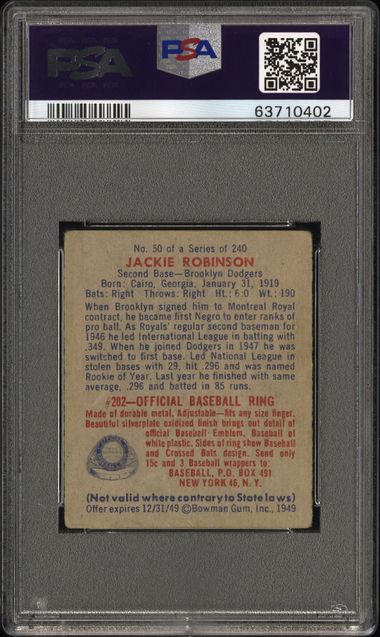 PSA
PSA
63710402
No. 50 of a Series of 240
JACKIE ROBINSON
Second Base—Brooklyn Dodgers
Born: Cairo, Georgia, January 31, 1919
Bats: Right Throws: Right Ht.: 6:0 Wt.: 190
When Brooklyn signed him to Montreal Royal
contract, he became first Negro to enter ranks of
pro ball. As Royals' regular second baseman for
1946 he led International League in batting with
.349. When he joined Dodgers in 1947 he was
switched to first base. Led National League in
stolen bases with 29, hit .296 and was named
Rookie of Year. Last year he finished with same
average, .296 and batted in 85 runs.
#202—OFFICIAL BASEBALL RING
Made of durable metal. Adjustable—fits any size finger.
Beautiful silverplate oxidized finish brings out detail of
official Baseball Emblem. Baseball of
white plastic. Sides of ring show Baseball
and Crossed Bats design. Send only
15c and 3 Baseball wrappers to:
BASEBALL, P.O. BOX 491
NEW YORK 46, N. Y.
(Not valid where contrary to State laws)
Offer expires 12/31/49 ©Bowman Gum, Inc., 1949